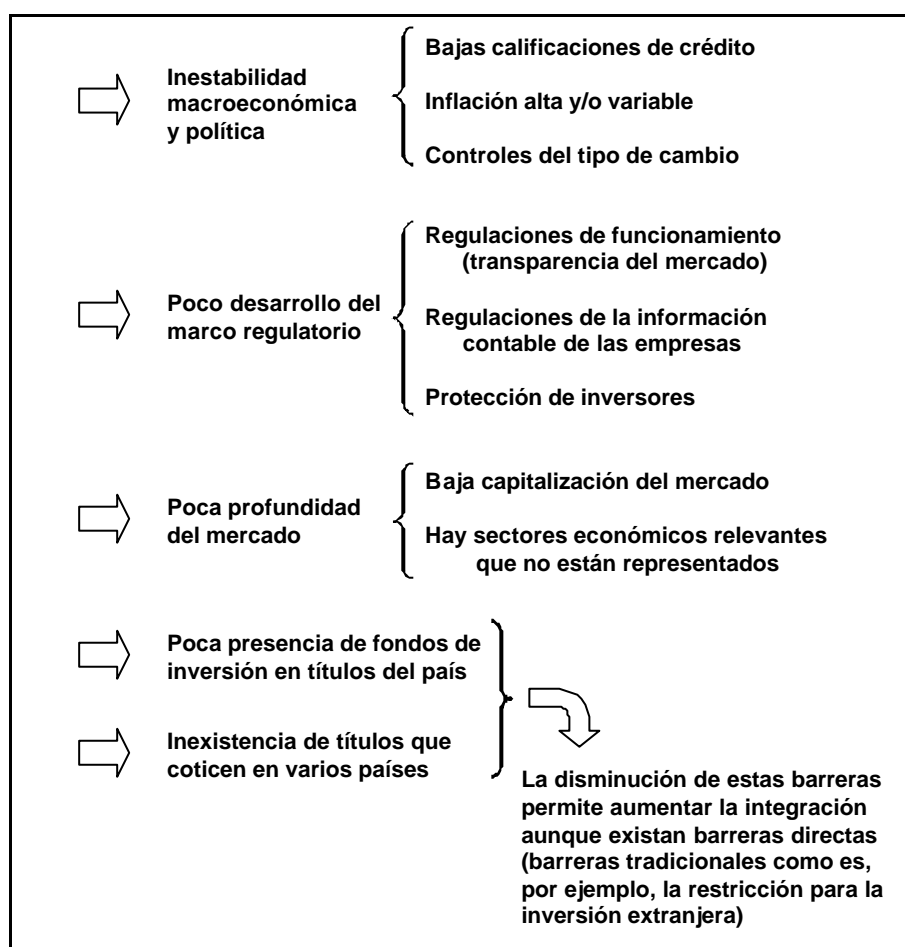 Inestabilidad
macroeconómica
y política
Bajas calificaciones de crédito
Inflación alta y/o variable
Controles del tipo de cambio
Poco desarrollo del
marco regulatorio
Regulaciones de funcionamiento
(transparencia del mercado)
Regulaciones de la información
contable de las empresas
Protección de inversores
Poca profundidad
del mercado
Baja capitalización del mercado
Hay sectores económicos relevantes
que no están representados
Poca presencia de fondos de
inversión en títulos del país
Inexistencia de títulos que
coticen en varios países
La disminución de estas barreras
permite aumentar la integración
aunque existan barreras directas
(barreras tradicionales como es,
por ejemplo, la restricción para la
inversión extranjera)